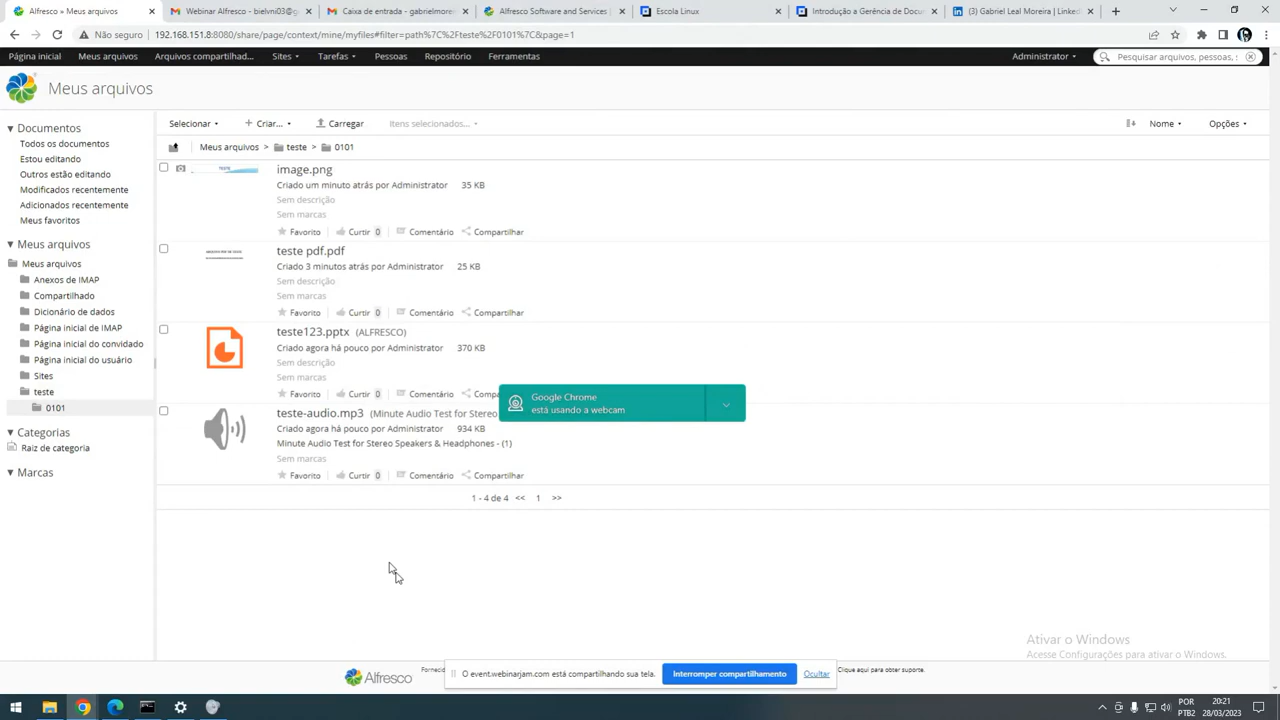 Alfresco » Meus arquivos
Webinar Alfresco - bielvni03@g
Caixa de entrada - gabrielmorei
Alfresco Software and Services |
Escola Linux
Introdução a Gerência de Docum
(3) Gabriel Leal Moreira | Linked
Não seguro
192.168.151.8:8080/share/page/context/mine/myfiles#filter=path%7C%2Fteste%2F0101%7C&page=1
Página inicial
Meus arquivos
Arquivos compartilhad...
Sites
Tarefas
Pessoas
Repositório
Ferramentas
Administrator
Pesquisar arquivos, pessoas, s
Meus arquivos
Documentos
Todos os documentos
Estou editando
Outros estão editando
Modificados recentemente
Adicionados recentemente
Meus favoritos
Meus arquivos
Meus arquivos
Anexos de IMAP
Compartilhado
Dicionário de dados
Página inicial de IMAP
Página inicial do convidado
Página inicial do usuário
Sites
teste
0101
Categorias
Raiz de categoria
Marcas
Selecionar
+ Criar...
Carregar
Itens selecionados...
Nome
Opções
Meus arquivos > teste > 0101
TESTE
image.png
Criado um minuto atrás por Administrator 35 KB
Sem descrição
Sem marcas
Favorito Curtir 0 Comentário Compartilhar
teste pdf.pdf
Criado 3 minutos atrás por Administrator 25 KB
Sem descrição
Sem marcas
Favorito Curtir 0 Comentário Compartilhar
teste123.pptx (ALFRESCO)
Criado agora há pouco por Administrator 370 KB
Sem descrição
Sem marcas
Favorito Curtir 0 Comentário Compartilhar
teste-audio.mp3 (Minute Audio Test for Stereo
Criado agora há pouco por Administrator 934 KB
Minute Audio Test for Stereo Speakers & Headphones - (1)
Sem marcas
Favorito Curtir 0 Comentário Compartilhar
1 - 4 de 4 << 1 >>
Google Chrome
está usando a webcam
Ativar o Windows
Acesse Configurações para ativar o Windows.
Alfresco
Fornecid
O event.webinarjam.com está compartilhando sua tela.
Interromper compartilhamento
Ocultar
Clique aqui para obter suporte.
POR
PTB2
20:21
28/03/2023